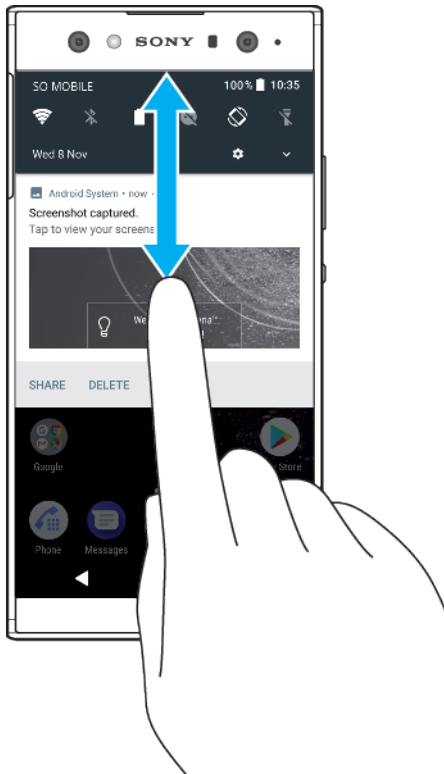 SONY
SO MOBILE 100% 10:35
Wed 8 Nov
Android System • now
Screenshot captured.
Tap to view your screens
We
SHARE DELETE
Google Store
Phone Messages